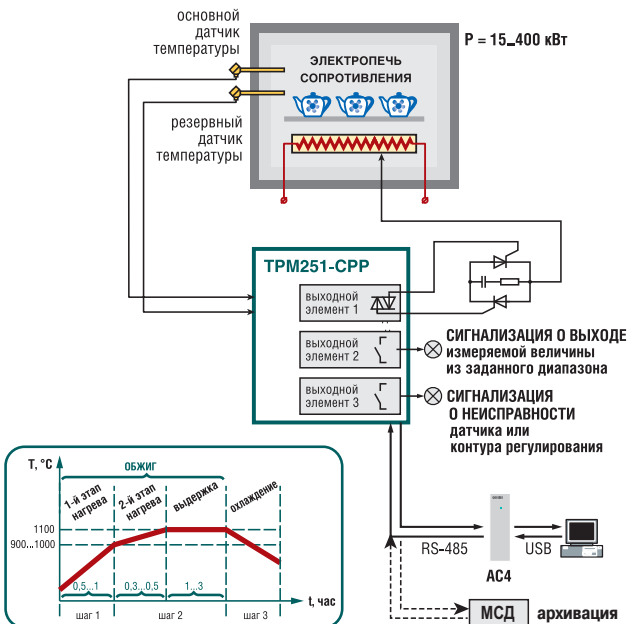 основной
датчик
температуры
P = 15...400 кВт
ЭЛЕКТРОПЕЧЬ
СОПРОТИВЛЕНИЯ
резервный
датчик
температуры
ТРМ251-СРР
выходной
элемент 1
выходной
элемент 2
СИГНАЛИЗАЦИЯ О ВЫХОДЕ
измеряемой величины
из заданного диапазона
выходной
элемент 3
СИГНАЛИЗАЦИЯ
О НЕИСПРАВНОСТИ
датчика или
контура регулирования
T, °C
ОБЖИГ
1-й этап
нагрева
2-й этап
нагрева
выдержка
охлаждение
1100
900...1000
0,5...1
0,3...0,5
1...3
t, час
шаг 1
шаг 2
шаг 3
RS-485
USB
АС4
МСД
архивация